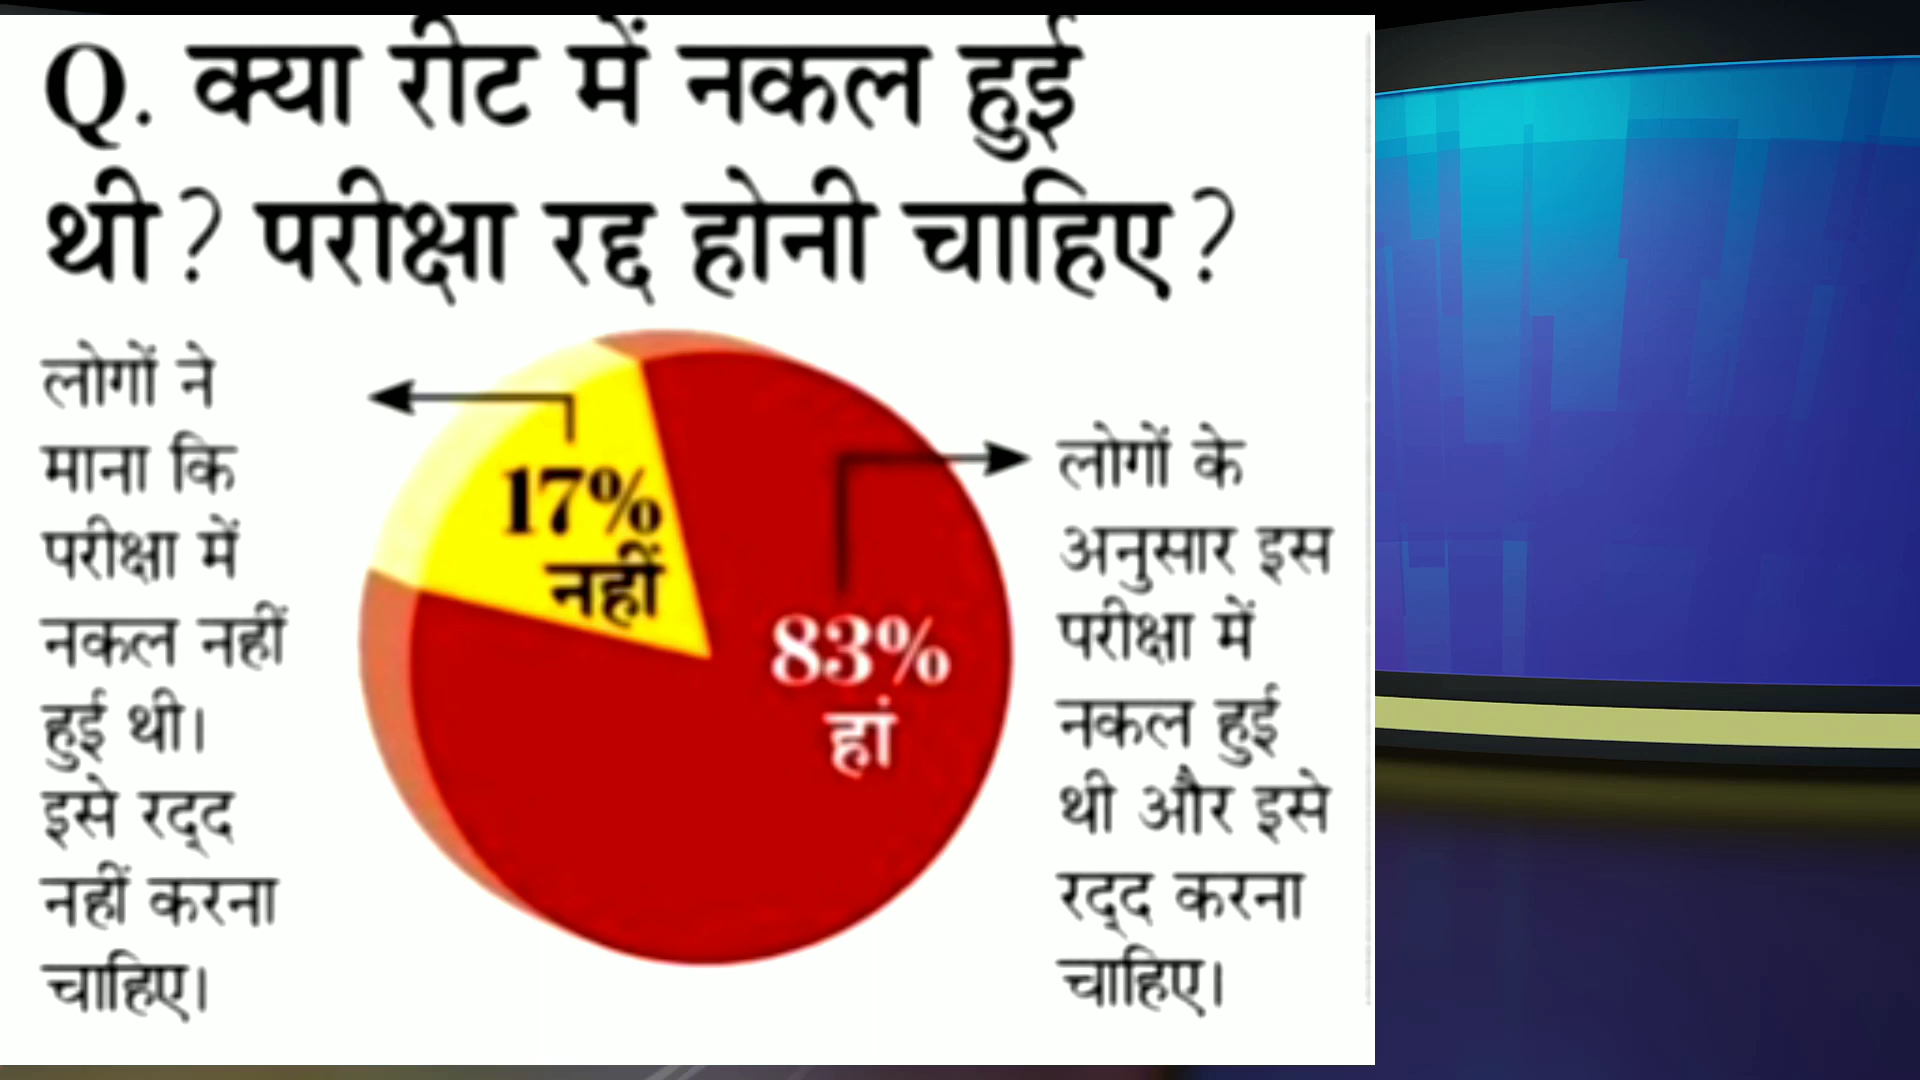 Q. क्या रीट में नकल हुई
थी? परीक्षा रद्द होनी चाहिए?
लोगों ने
माना कि
परीक्षा में
नकल नहीं
हुई थी।
इसे रद्द
नहीं करना
चाहिए।
17%
नहीं
83%
हां
लोगों के
अनुसार इस
परीक्षा में
नकल हुई
थी और इसे
रद्द करना
चाहिए।